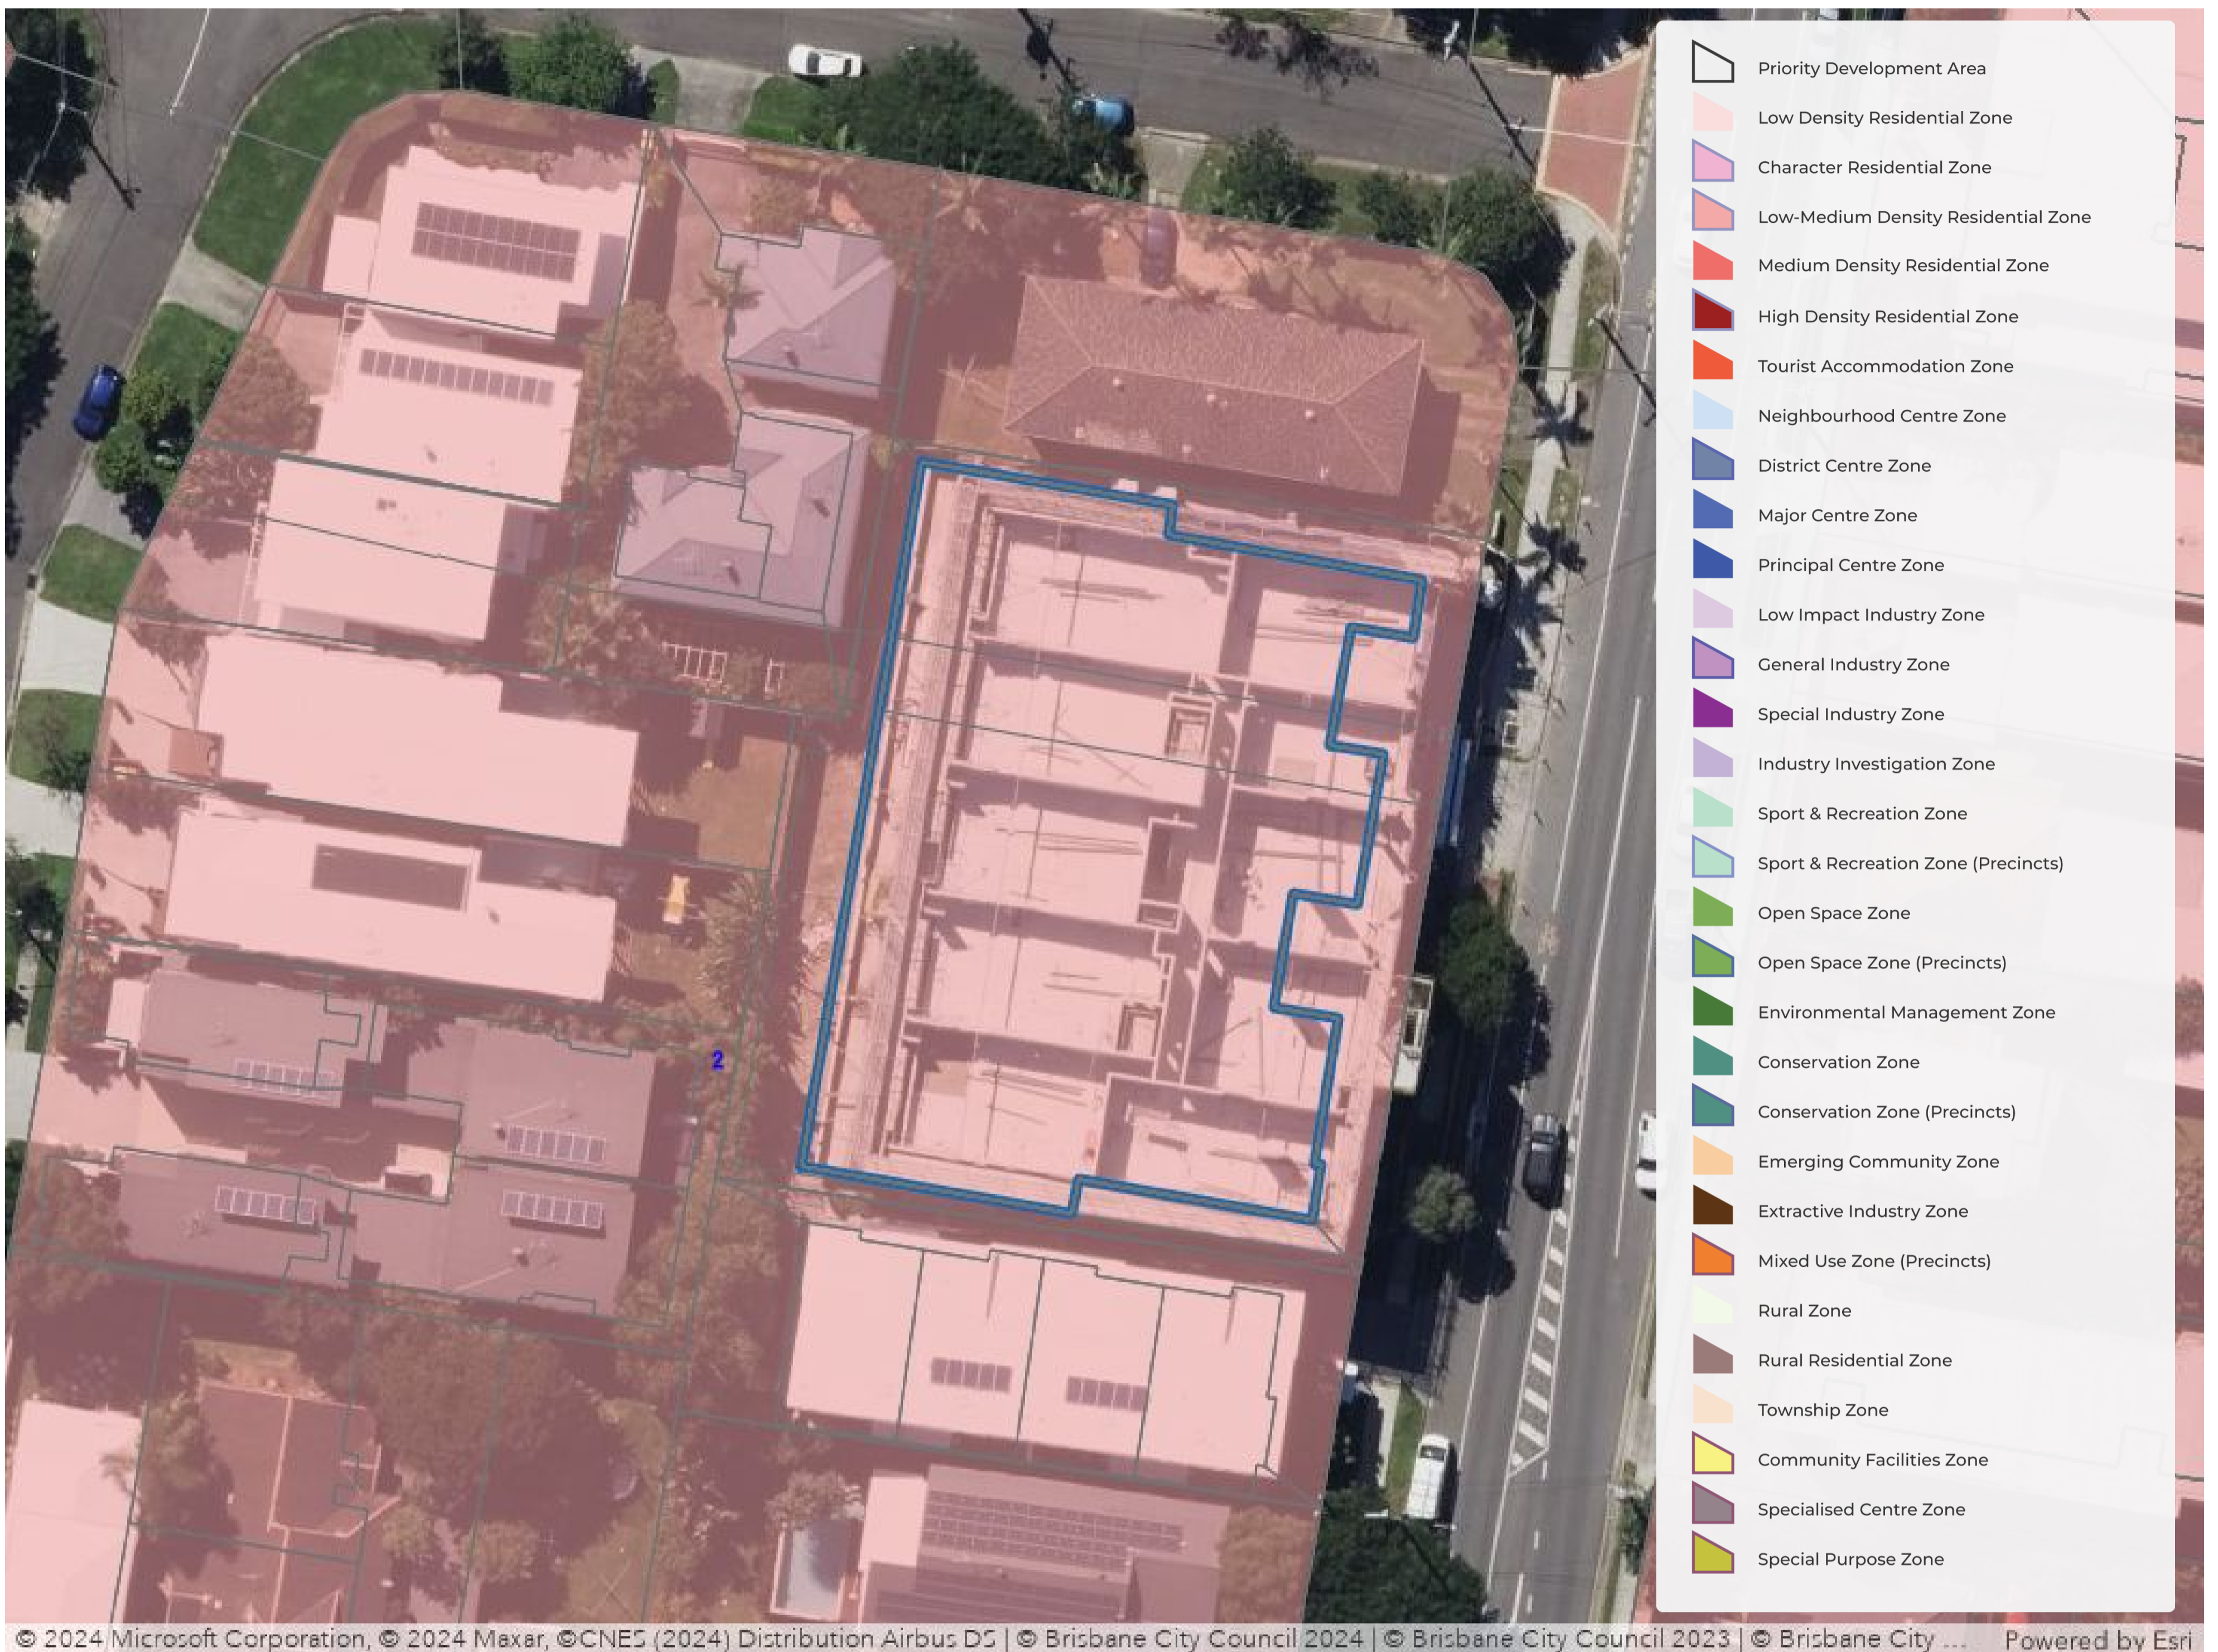 Priority Development Area
Low Density Residential Zone
Character Residential Zone
Low-Medium Density Residential Zone
Medium Density Residential Zone
High Density Residential Zone
Tourist Accommodation Zone
Neighbourhood Centre Zone
District Centre Zone
Major Centre Zone
Principal Centre Zone
Low Impact Industry Zone
General Industry Zone
Special Industry Zone
Industry Investigation Zone
Sport & Recreation Zone
Sport & Recreation Zone (Precincts)
Open Space Zone
Open Space Zone (Precincts)
Environmental Management Zone
Conservation Zone
Conservation Zone (Precincts)
Emerging Community Zone
Extractive Industry Zone
Mixed Use Zone (Precincts)
Rural Zone
Rural Residential Zone
Township Zone
Community Facilities Zone
Specialised Centre Zone
Special Purpose Zone
2
© 2024 Microsoft Corporation, © 2024 Maxar, ©CNES (2024) Distribution Airbus DS | © Brisbane City Council 2024 | © Brisbane City Council 2023 | © Brisbane City ... Powered by Esri